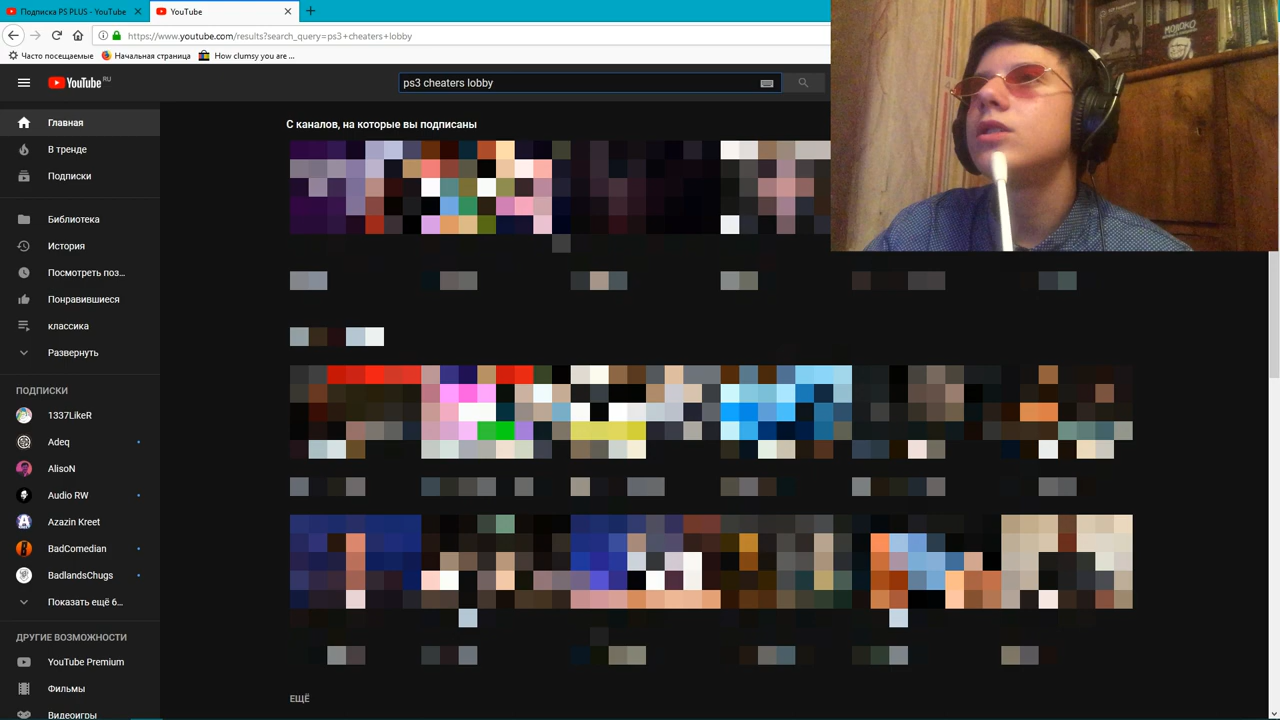 Подписка PS PLUS - YouTube
YouTube
https://www.youtube.com/results?search_query=ps3+cheaters+lobby
Часто посещаемые
Начальная страница
How clumsy you are ...
YouTube RU
ps3 cheaters lobby
МОЛОКО
Главная
В тренде
Подписки
Библиотека
История
Посмотреть поз...
Понравившиеся
классика
Развернуть
ПОДПИСКИ
1337LikeR
Adeq
AlisoN
Audio RW
Azazin Kreet
BadComedian
BadlandsChugs
Показать ещё 6...
ДРУГИЕ ВОЗМОЖНОСТИ
YouTube Premium
Фильмы
Видеоигры
С каналов, на которые вы подписаны
ЕЩЁ